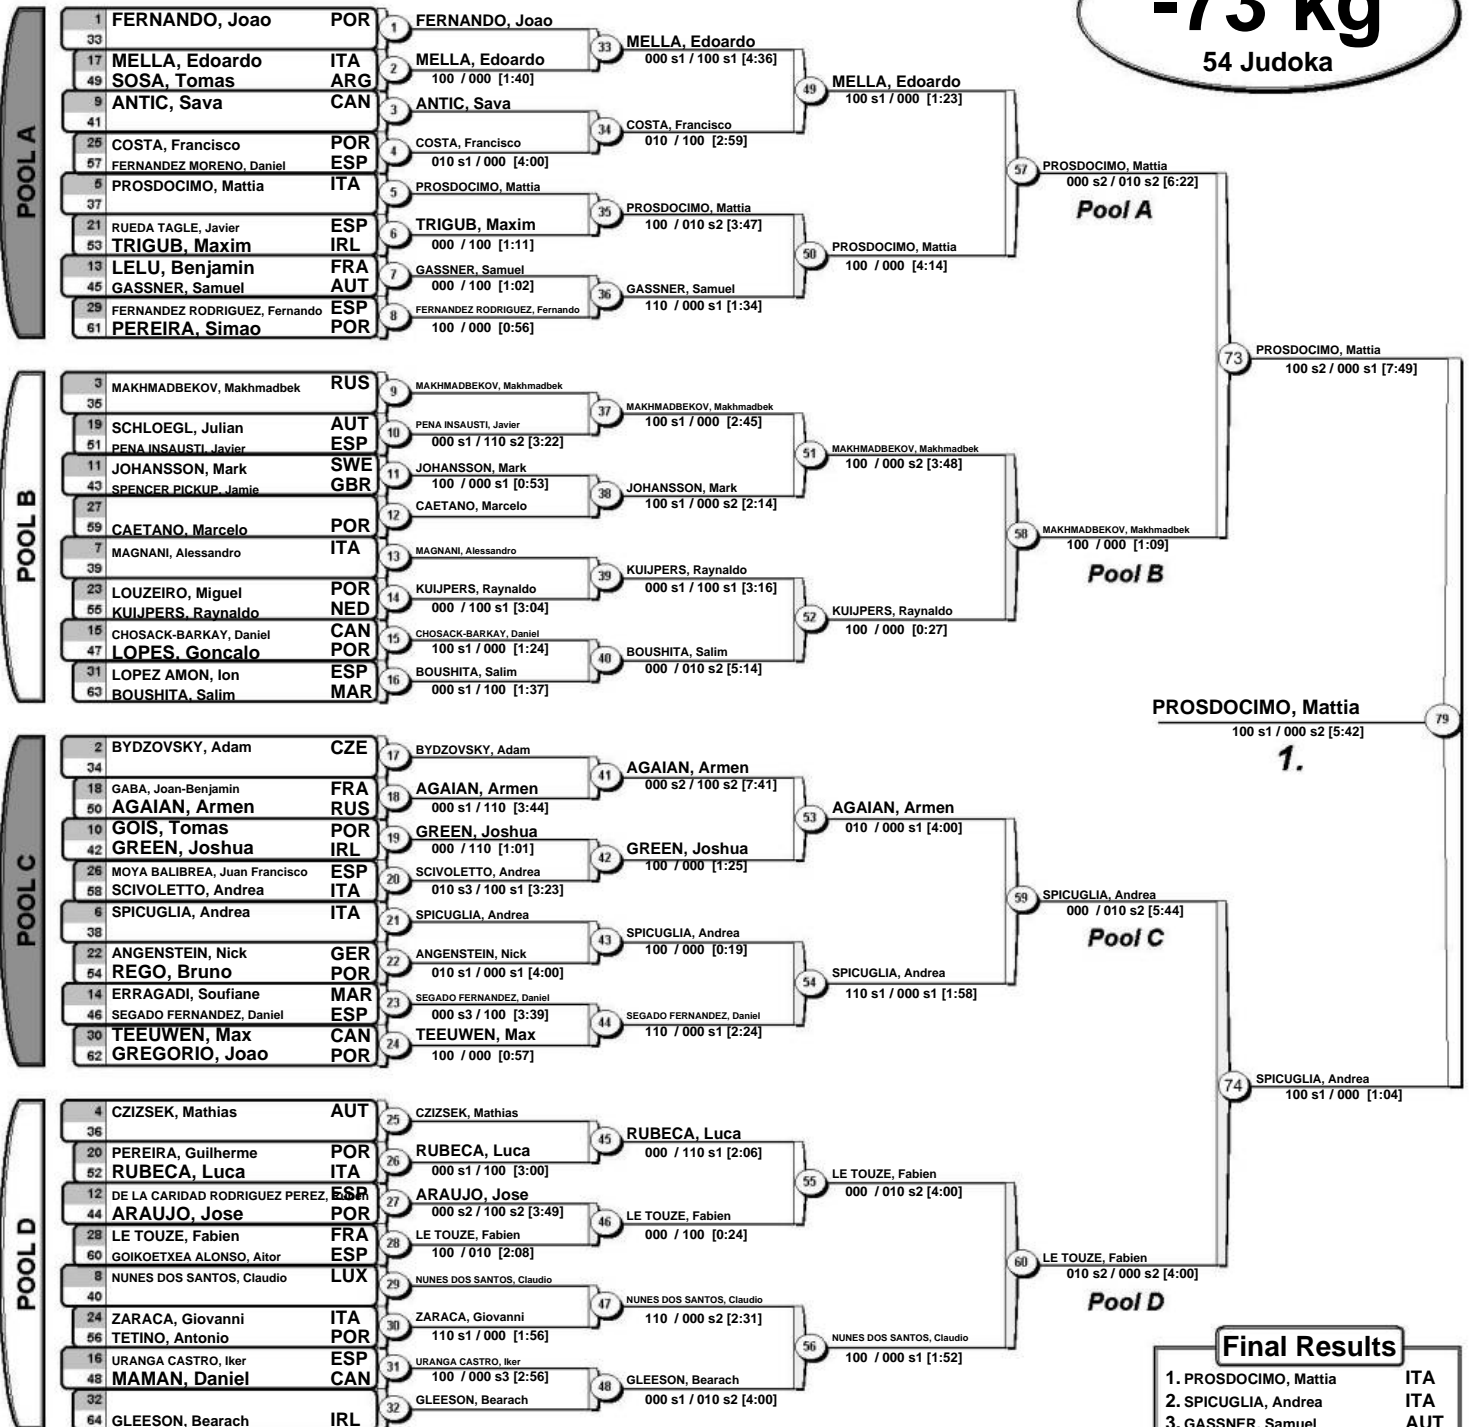 -73 kg
54 Judoka
POOL A
1 FERNANDO, Joao POR
33
17 MELLA, Edoardo ITA
49 SOSA, Tomas ARG
9 ANTIC, Sava CAN
41
25 COSTA, Francisco POR
57 FERNANDEZ MORENO, Daniel ESP
5 PROSDOCIMO, Mattia ITA
37
21 RUEDA TAGLE, Javier ESP
53 TRIGUB, Maxim IRL
13 LELU, Benjamin FRA
45 GASSNER, Samuel AUT
29 FERNANDEZ RODRIGUEZ, Fernando ESP
61 PEREIRA, Simao POR
1 FERNANDO, Joao
2 MELLA, Edoardo
100 / 000 [1:40]
3 ANTIC, Sava
4 COSTA, Francisco
010 s1 / 000 [4:00]
5 PROSDOCIMO, Mattia
6 TRIGUB, Maxim
000 / 100 [1:11]
7 GASSNER, Samuel
000 / 100 [1:02]
8 FERNANDEZ RODRIGUEZ, Fernando
100 / 000 [0:56]
33 MELLA, Edoardo
000 s1 / 100 s1 [4:36]
34 COSTA, Francisco
010 / 100 [2:59]
35 PROSDOCIMO, Mattia
100 / 010 s2 [3:47]
36 GASSNER, Samuel
110 / 000 s1 [1:34]
49 MELLA, Edoardo
100 s1 / 000 [1:23]
50 PROSDOCIMO, Mattia
100 / 000 [4:14]
57 PROSDOCIMO, Mattia
000 s2 / 010 s2 [6:22]
Pool A
POOL B
3 MAKHMADBEKOV, Makhmadbek RUS
35
19 SCHLOEGL, Julian AUT
51 PENA INSAUSTI, Javier ESP
11 JOHANSSON, Mark SWE
43 SPENCER PICKUP, Jamie GBR
27
59 CAETANO, Marcelo POR
7 MAGNANI, Alessandro ITA
39
23 LOUZEIRO, Miguel POR
55 KUIJPERS, Raynaldo NED
15 CHOSACK-BARKAY, Daniel CAN
47 LOPES, Goncalo POR
31 LOPEZ AMON, Ion ESP
63 BOUSHITA, Salim MAR
9 MAKHMADBEKOV, Makhmadbek
10 PENA INSAUSTI, Javier
000 s1 / 110 s2 [3:22]
11 JOHANSSON, Mark
100 / 000 s1 [0:53]
12 CAETANO, Marcelo
13 MAGNANI, Alessandro
14 KUIJPERS, Raynaldo
000 / 100 s1 [3:04]
15 CHOSACK-BARKAY, Daniel
100 s1 / 000 [1:24]
16 BOUSHITA, Salim
000 s1 / 100 [1:37]
37 MAKHMADBEKOV, Makhmadbek
100 s1 / 000 [2:45]
38 JOHANSSON, Mark
100 s1 / 000 s2 [2:14]
39 KUIJPERS, Raynaldo
000 s1 / 100 s1 [3:16]
40 BOUSHITA, Salim
000 / 010 s2 [5:14]
51 MAKHMADBEKOV, Makhmadbek
100 / 000 s2 [3:48]
52 KUIJPERS, Raynaldo
100 / 000 [0:27]
58 MAKHMADBEKOV, Makhmadbek
100 / 000 [1:09]
Pool B
73 PROSDOCIMO, Mattia
100 s2 / 000 s1 [7:49]
PROSDOCIMO, Mattia 79
100 s1 / 000 s2 [5:42]
1.
POOL C
2 BYDZOVSKY, Adam CZE
34
18 GABA, Joan-Benjamin FRA
50 AGAIAN, Armen RUS
10 GOIS, Tomas POR
42 GREEN, Joshua IRL
26 MOYA BALIBREA, Juan Francisco ESP
58 SCIVOLETTO, Andrea ITA
6 SPICUGLIA, Andrea ITA
38
22 ANGENSTEIN, Nick GER
54 REGO, Bruno POR
14 ERRAGADI, Soufiane MAR
46 SEGADO FERNANDEZ, Daniel ESP
30 TEEUWEN, Max CAN
62 GREGORIO, Joao POR
17 BYDZOVSKY, Adam
18 AGAIAN, Armen
000 s1 / 110 [3:44]
19 GREEN, Joshua
000 / 110 [1:01]
20 SCIVOLETTO, Andrea
010 s3 / 100 s1 [3:23]
21 SPICUGLIA, Andrea
22 ANGENSTEIN, Nick
010 s1 / 000 s1 [4:00]
23 SEGADO FERNANDEZ, Daniel
000 s3 / 100 [3:39]
24 TEEUWEN, Max
100 / 000 [0:57]
41 AGAIAN, Armen
000 s2 / 100 s2 [7:41]
42 GREEN, Joshua
100 / 000 [1:25]
43 SPICUGLIA, Andrea
100 / 000 [0:19]
44 SEGADO FERNANDEZ, Daniel
110 / 000 s1 [2:24]
53 AGAIAN, Armen
010 / 000 s1 [4:00]
54 SPICUGLIA, Andrea
110 s1 / 000 s1 [1:58]
59 SPICUGLIA, Andrea
000 / 010 s2 [5:44]
Pool C
POOL D
4 CZIZSEK, Mathias AUT
36
20 PEREIRA, Guilherme POR
52 RUBECA, Luca ITA
12 DE LA CARIDAD RODRIGUEZ PEREZ, ESP
44 ARAUJO, Jose POR
28 LE TOUZE, Fabien FRA
60 GOIKOETXEA ALONSO, Aitor ESP
8 NUNES DOS SANTOS, Claudio LUX
40
24 ZARACA, Giovanni ITA
56 TETINO, Antonio POR
16 URANGA CASTRO, Iker ESP
48 MAMAN, Daniel CAN
32
64 GLEESON, Bearach IRL
25 CZIZSEK, Mathias
26 RUBECA, Luca
000 s1 / 100 [3:00]
27 ARAUJO, Jose
000 s2 / 100 s2 [3:49]
28 LE TOUZE, Fabien
100 / 010 [2:08]
29 NUNES DOS SANTOS, Claudio
30 ZARACA, Giovanni
110 s1 / 000 [1:56]
31 URANGA CASTRO, Iker
100 / 000 s3 [2:56]
32 GLEESON, Bearach
45 RUBECA, Luca
000 / 110 s1 [2:06]
46 LE TOUZE, Fabien
000 / 100 [0:24]
47 NUNES DOS SANTOS, Claudio
110 / 000 s2 [2:31]
48 GLEESON, Bearach
000 s1 / 010 s2 [4:00]
55 LE TOUZE, Fabien
000 / 010 s2 [4:00]
56 NUNES DOS SANTOS, Claudio
100 / 000 s1 [1:52]
60 LE TOUZE, Fabien
010 s2 / 000 s2 [4:00]
Pool D
74 SPICUGLIA, Andrea
100 s1 / 000 [1:04]
Final Results
1. PROSDOCIMO, Mattia ITA
2. SPICUGLIA, Andrea ITA
3. GASSNER, Samuel AUT